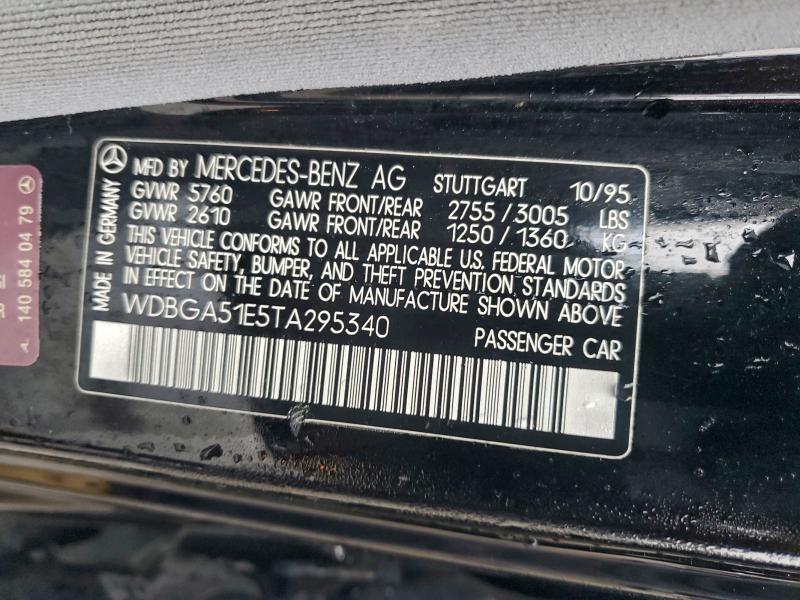 MADE IN GERMANY
MFD BY MERCEDES-BENZ AG STUTTGART 10/95
GVWR 5760 GAWR FRONT/REAR 2755/3005 LBS
GVWR 2610 GAWR FRONT/REAR 1250/1360 KG
THIS VEHICLE CONFORMS TO ALL APPLICABLE U.S. FEDERAL MOTOR
VEHICLE SAFETY, BUMPER, AND THEFT PREVENTION STANDARDS
IN EFFECT ON THE DATE OF MANUFACTURE SHOWN ABOVE
WDBGA51E5TA295340 PASSENGER CAR
A. 140 584 04 79